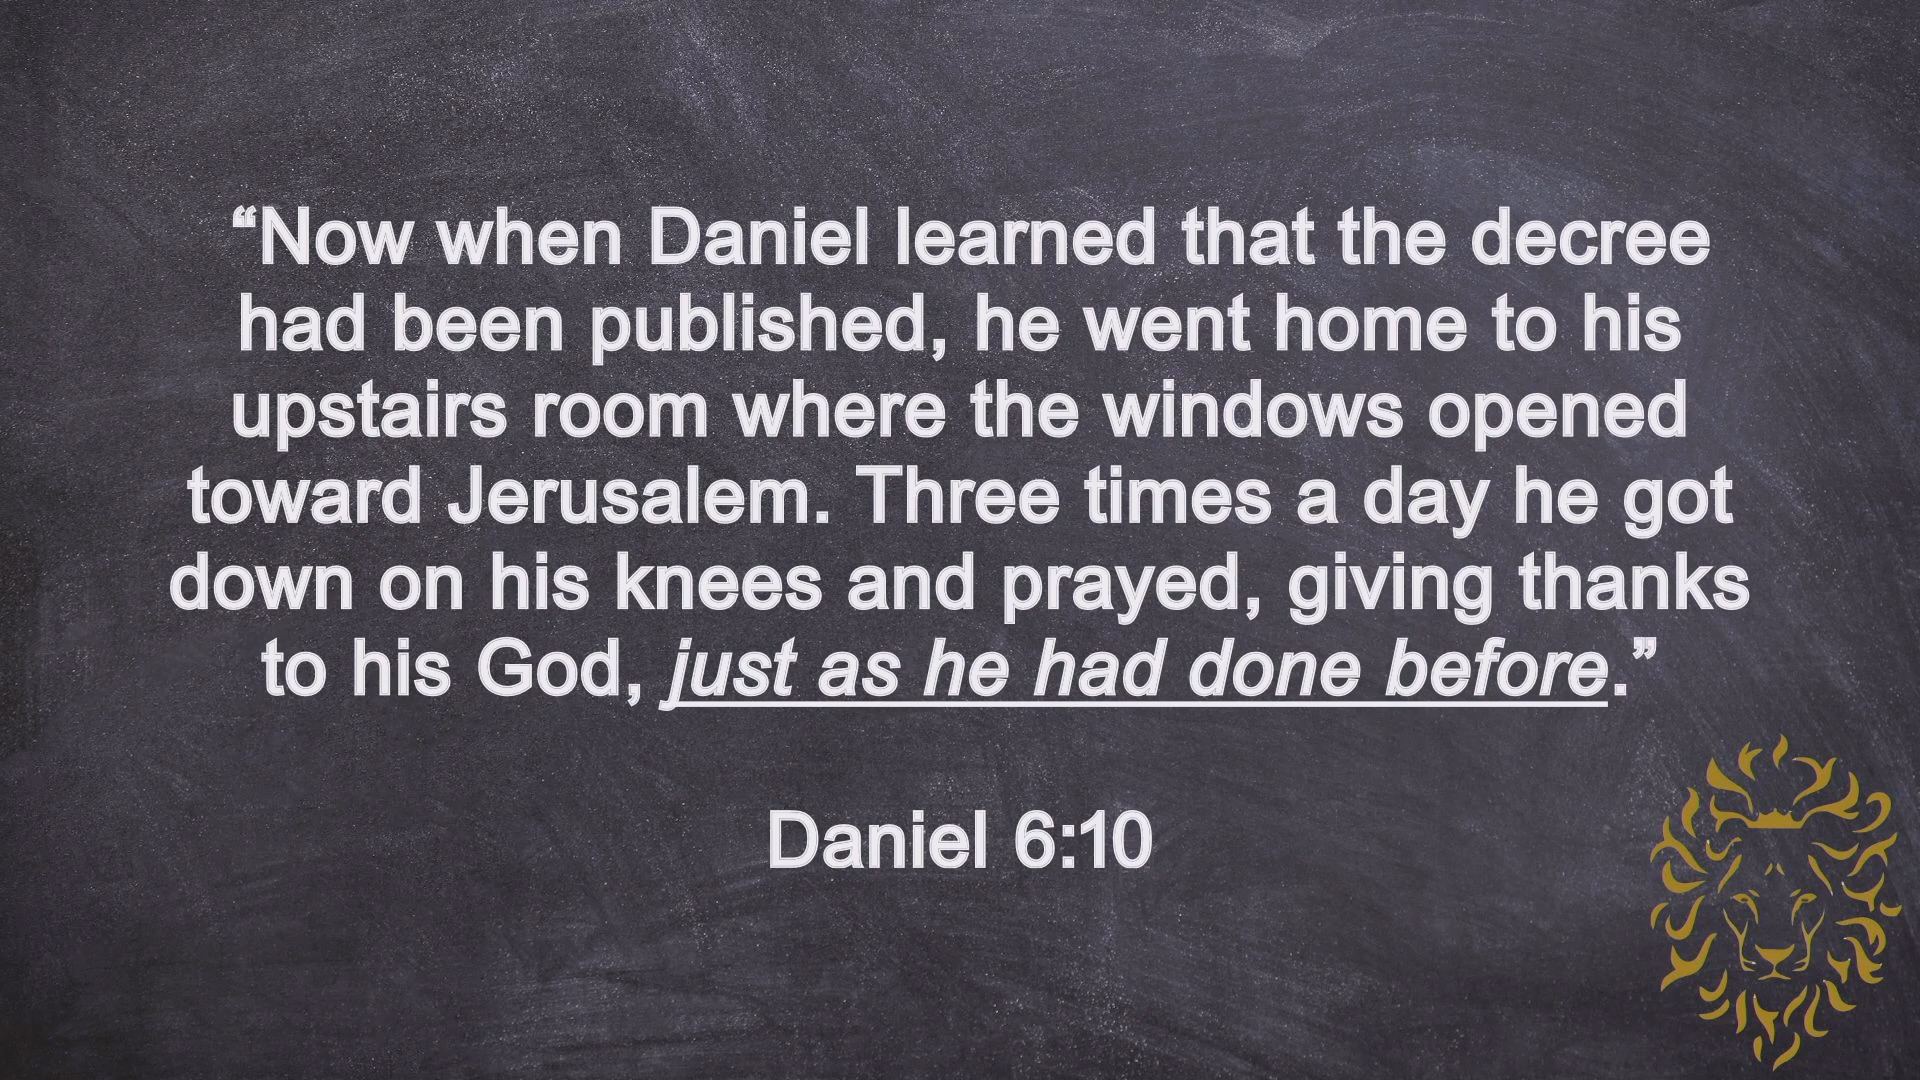 “Now when Daniel learned that the decree
had been published, he went home to his
upstairs room where the windows opened
toward Jerusalem. Three times a day he got
down on his knees and prayed, giving thanks
to his God, just as he had done before.”
Daniel 6:10